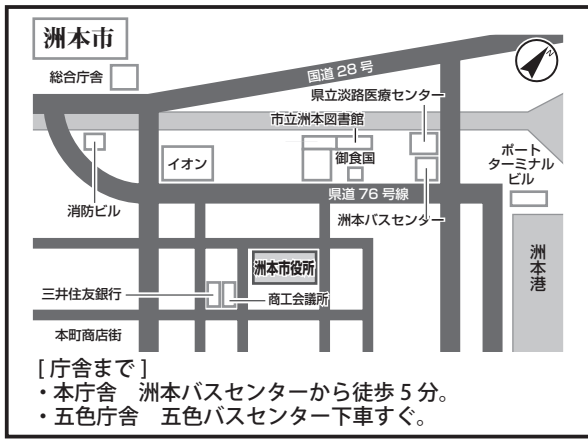 洲本市
総合庁舎
国道28号
県立淡路医療センター
市立洲本図書館
イオン
御食国
ポート
ターミナル
ビル
消防ビル
県道76号線
洲本バスセンター
洲本港
洲本市役所
三井住友銀行
商工会議所
本町商店街
[ 庁舎まで ]
・本庁舎　洲本バスセンターから徒歩 5 分。
・五色庁舎　五色バスセンター下車すぐ。